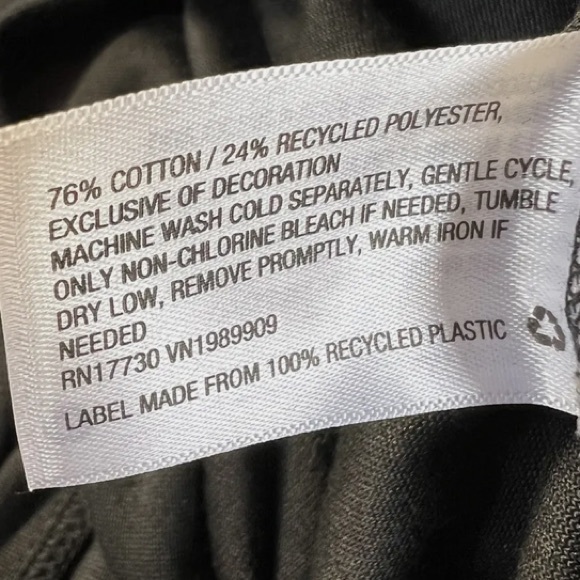 76% COTTON / 24% RECYCLED POLYESTER,
EXCLUSIVE OF DECORATION
MACHINE WASH COLD SEPARATELY, GENTLE CYCLE,
ONLY NON-CHLORINE BLEACH IF NEEDED, TUMBLE
DRY LOW, REMOVE PROMPTLY, WARM IRON IF
NEEDED
RN17730 VN1989909
LABEL MADE FROM 100% RECYCLED PLASTIC